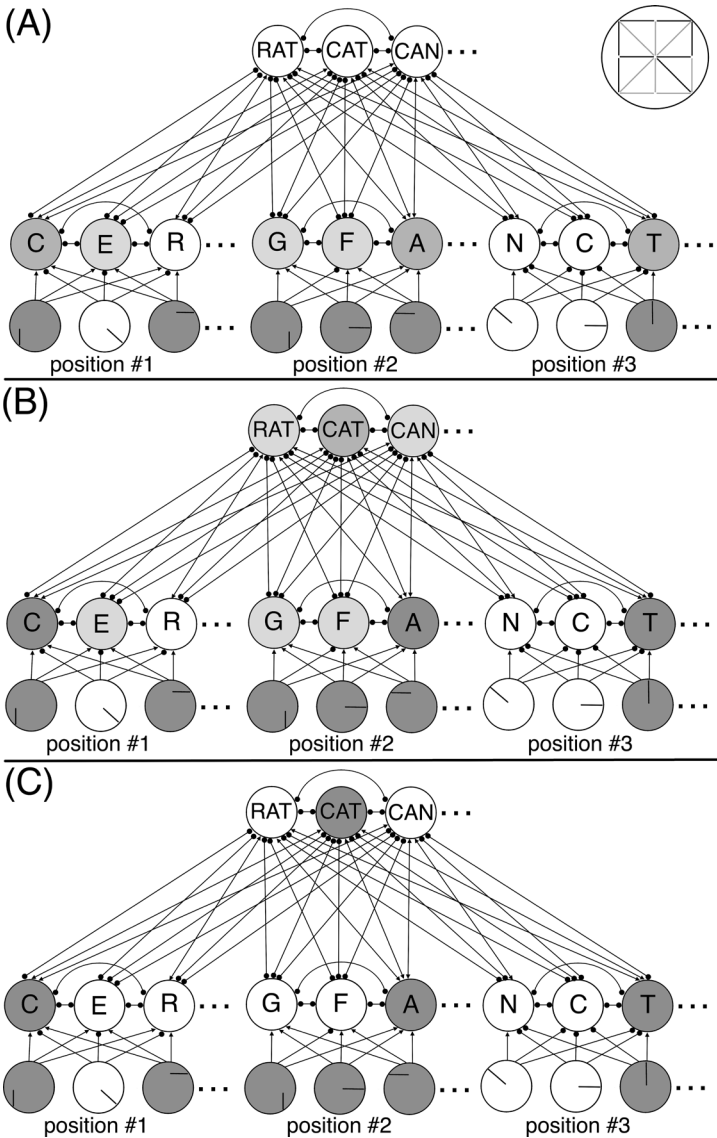 (A)
RAT CAT CAN ...
C E R ... G F A ... N C T ...
... ... ...
position #1 position #2 position #3
(B)
RAT CAT CAN ...
C E R ... G F A ... N C T ...
... ... ...
position #1 position #2 position #3
(C)
RAT CAT CAN ...
C E R ... G F A ... N C T ...
... ... ...
position #1 position #2 position #3